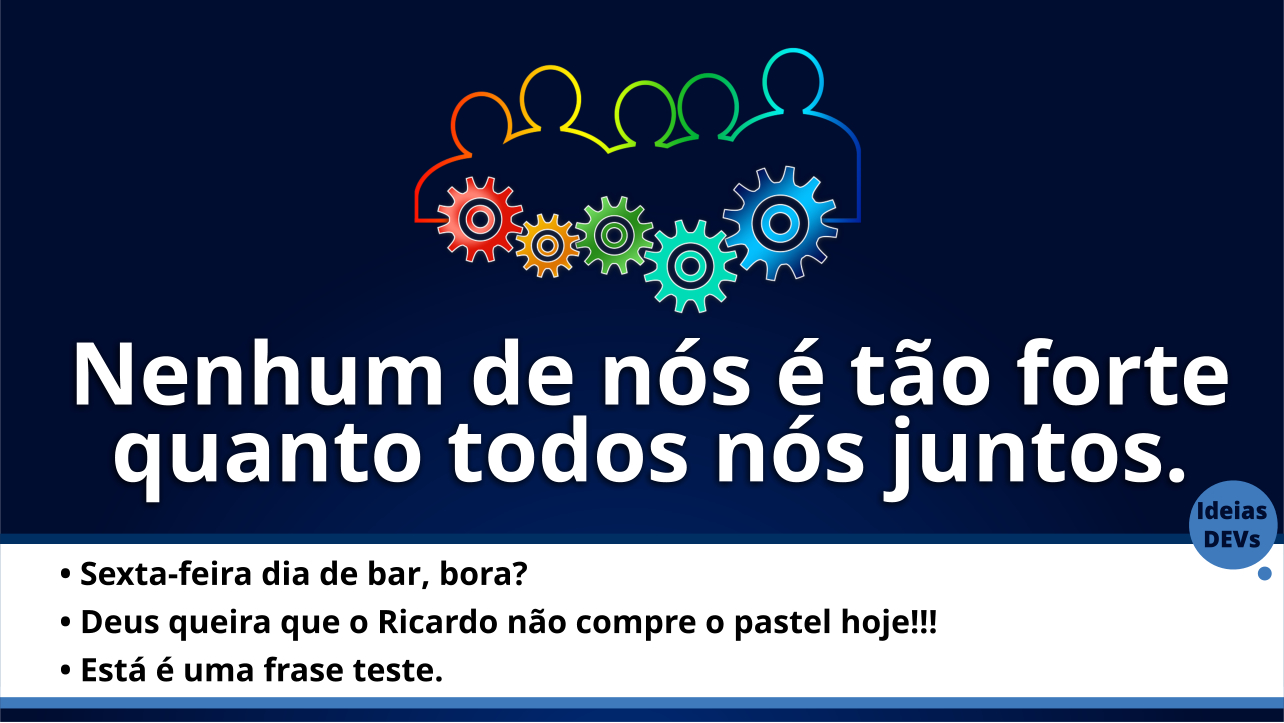 Nenhum de nós é tão forte
quanto todos nós juntos.
Ideias
DEVs
• Sexta-feira dia de bar, bora?
• Deus queira que o Ricardo não compre o pastel hoje!!!
• Está é uma frase teste.